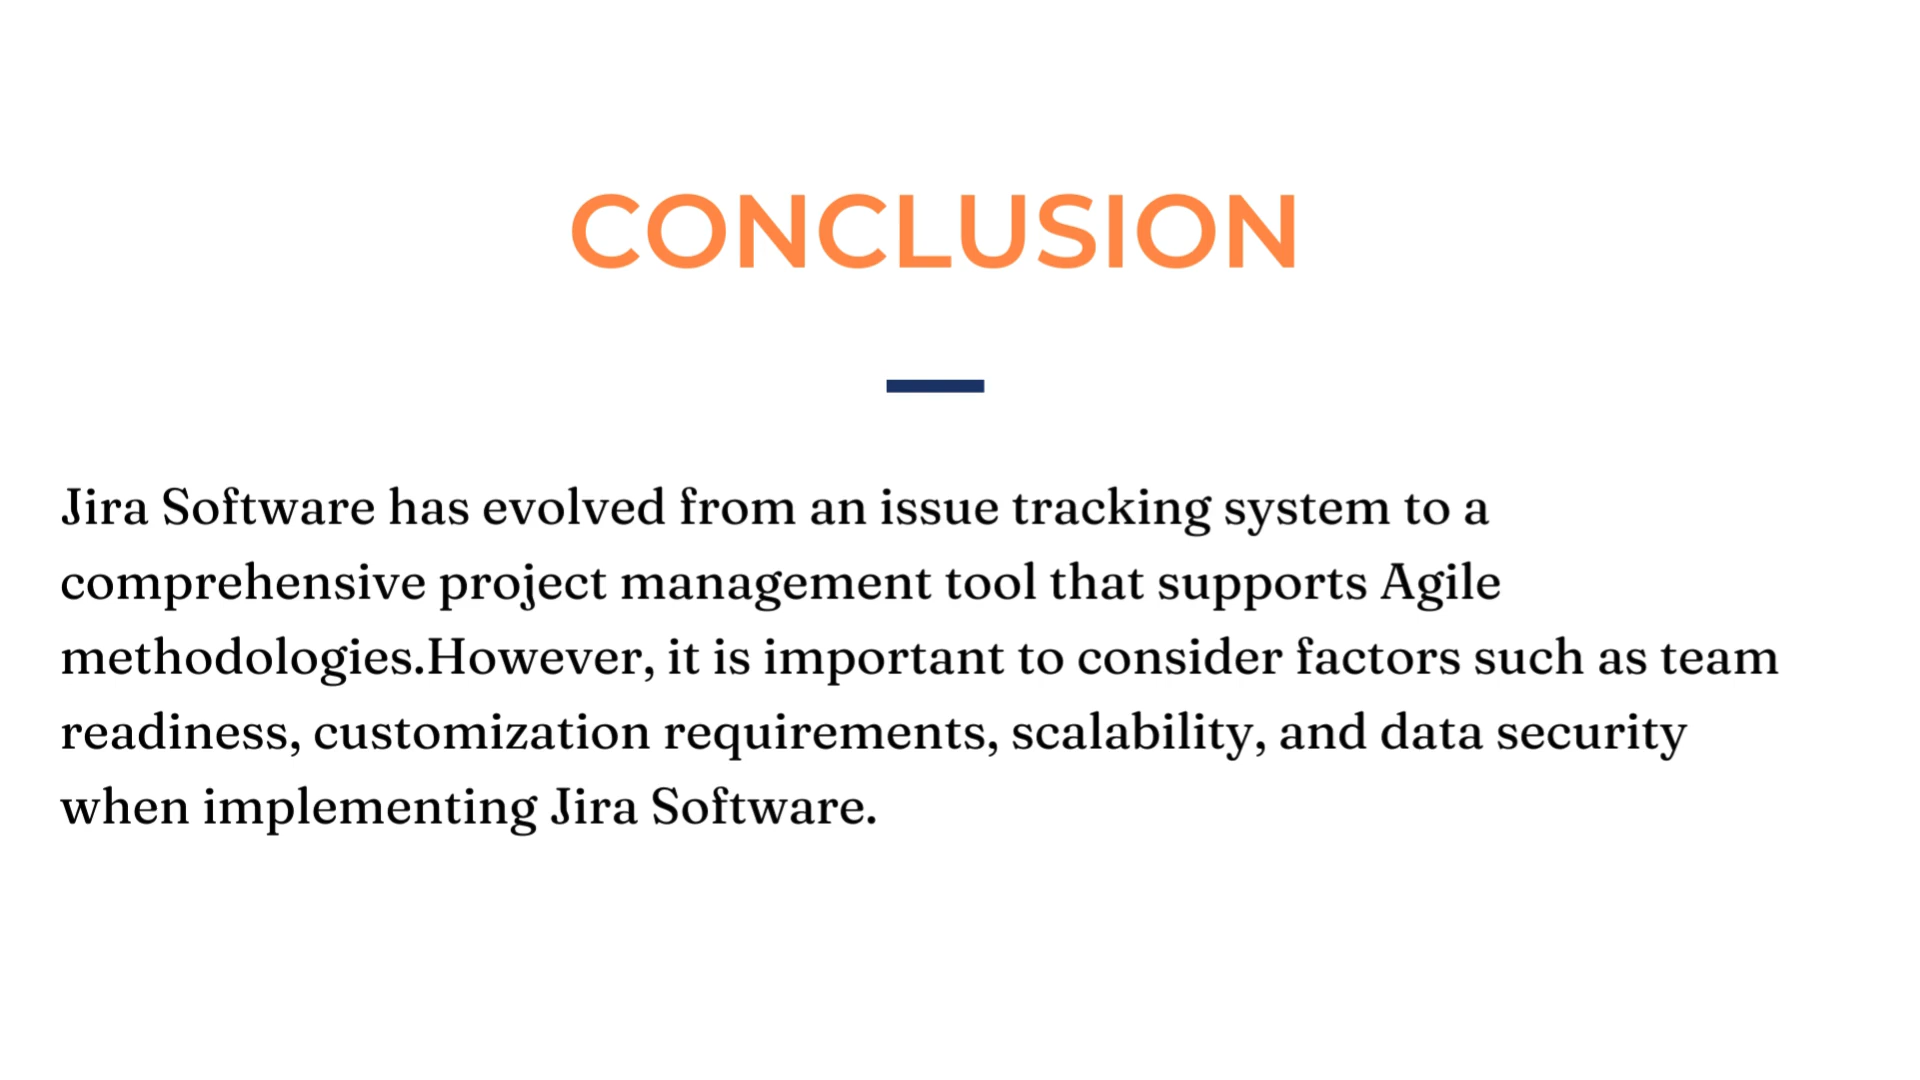 CONCLUSION
Jira Software has evolved from an issue tracking system to a
comprehensive project management tool that supports Agile
methodologies.However, it is important to consider factors such as team
readiness, customization requirements, scalability, and data security
when implementing Jira Software.